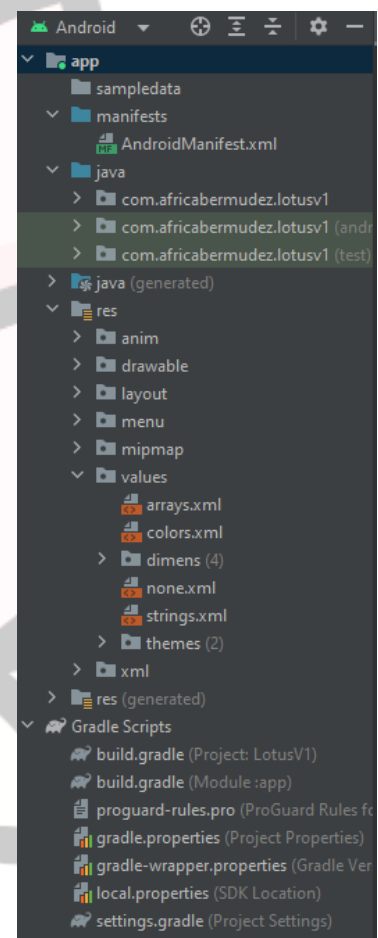 Android
app
sampledata
manifests
MF AndroidManifest.xml
java
com.africabermudez.lotusv1
com.africabermudez.lotusv1 (andr
com.africabermudez.lotusv1 (test)
java (generated)
res
anim
drawable
layout
menu
mipmap
values
arrays.xml
colors.xml
dimens (4)
none.xml
strings.xml
themes (2)
xml
res (generated)
Gradle Scripts
build.gradle (Project: LotusV1)
build.gradle (Module :app)
proguard-rules.pro (ProGuard Rules fo
gradle.properties (Project Properties)
gradle-wrapper.properties (Gradle Ver
local.properties (SDK Location)
settings.gradle (Project Settings)